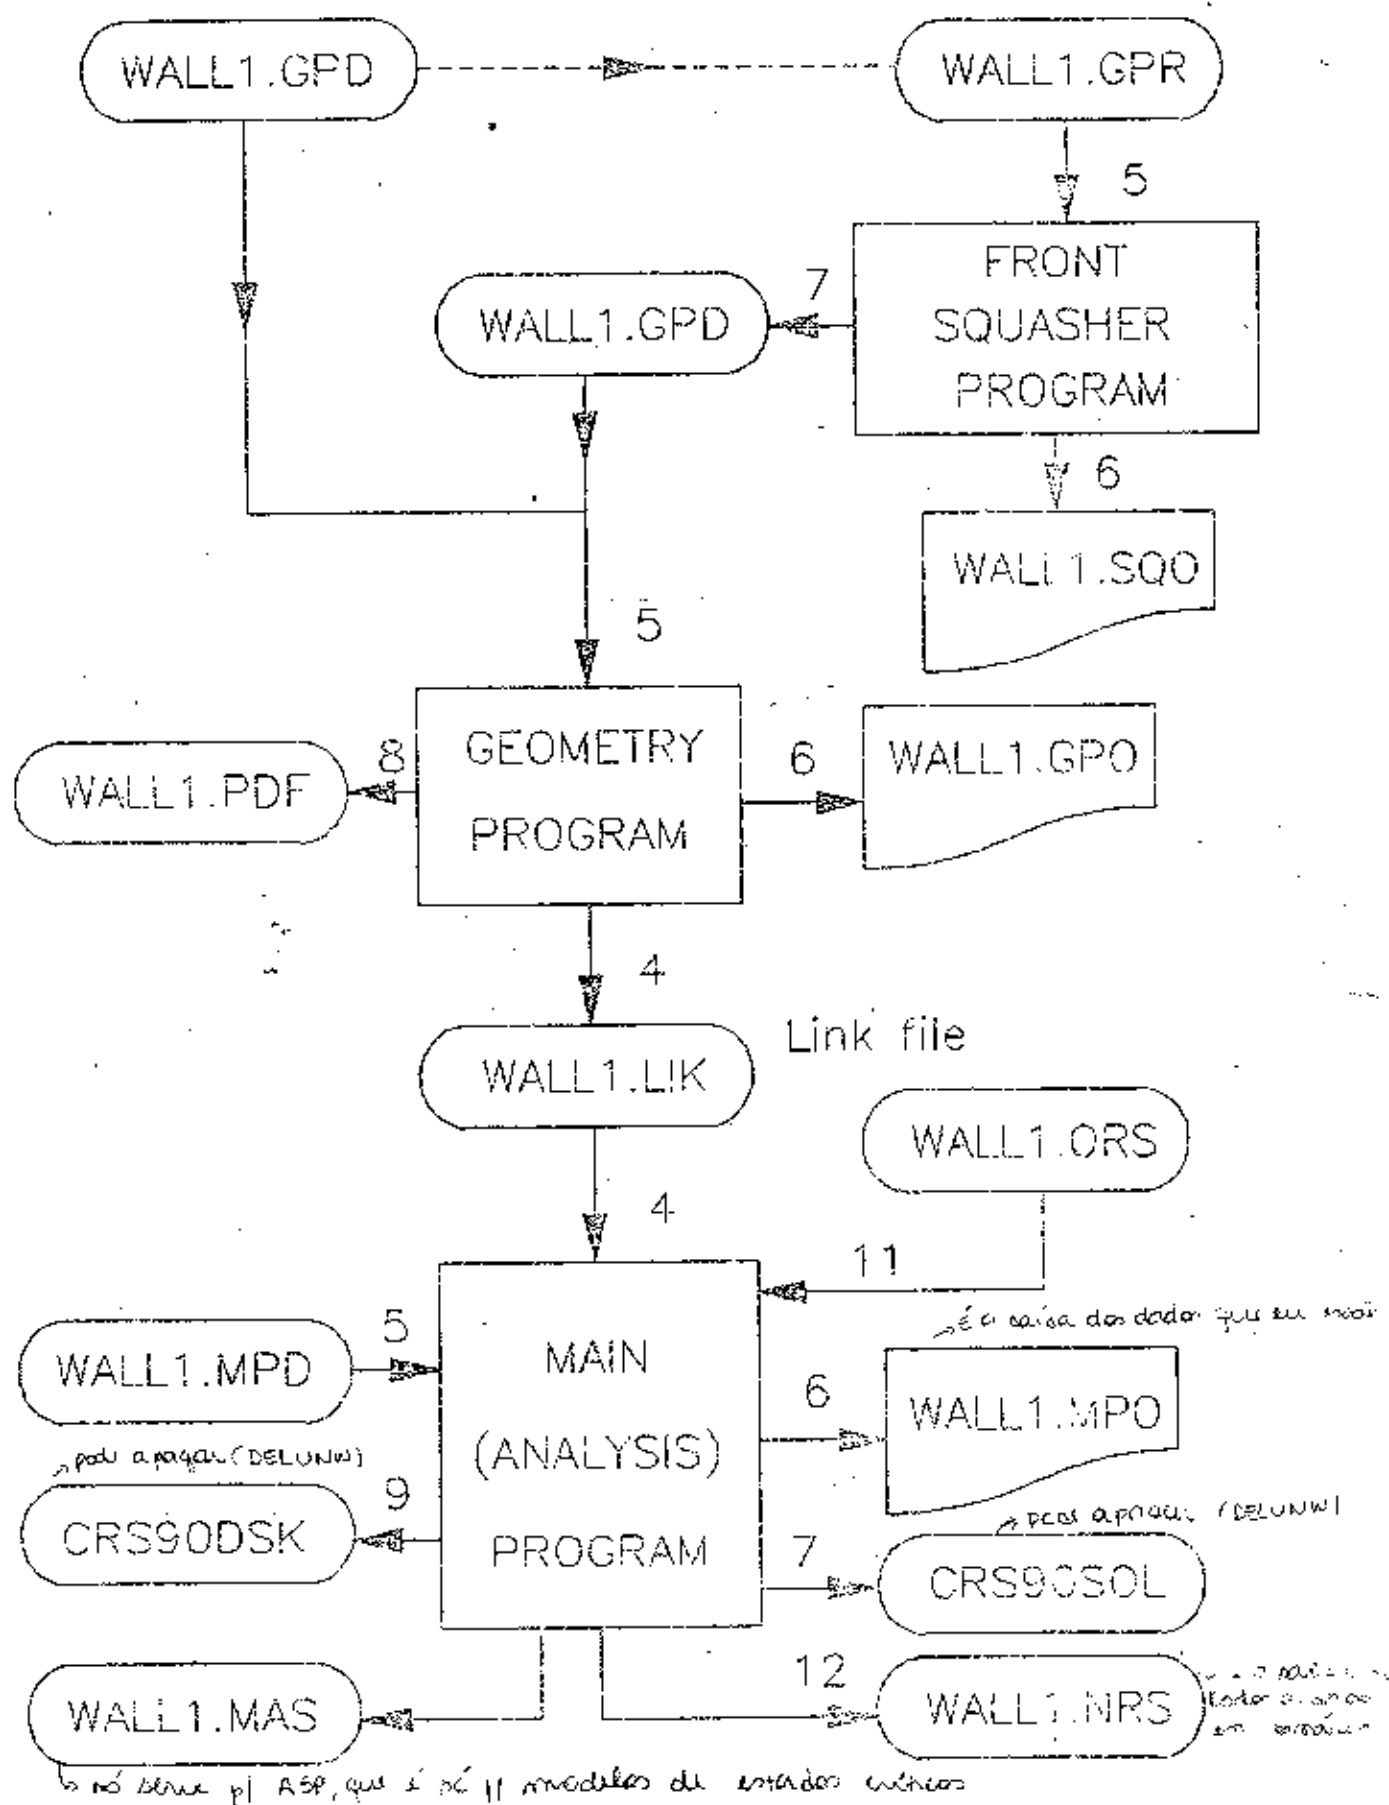 WALL1.GPD
WALL1.GPR
5
FRONT
SQUASHER
PROGRAM
7
WALL1.GPD
6
WALL1.SQO
5
GEOMETRY
PROGRAM
8
WALL1.PDF
6
WALL1.GPO
4
Link file
WALL1.LIK
WALL1.ORS
4
11
É a saída dos dados que eu
5
WALL1.MPD
MAIN
(ANALYSIS)
PROGRAM
6
WALL1.MPO
pode apagar (DELUNW)
9
CRS90DSK
pode apagar (DELUNW)
7
CRS90SOL
12
WALL1.MAS
WALL1.NRS
só serve p/ ASP, que é só p/ modelos de estados críticos